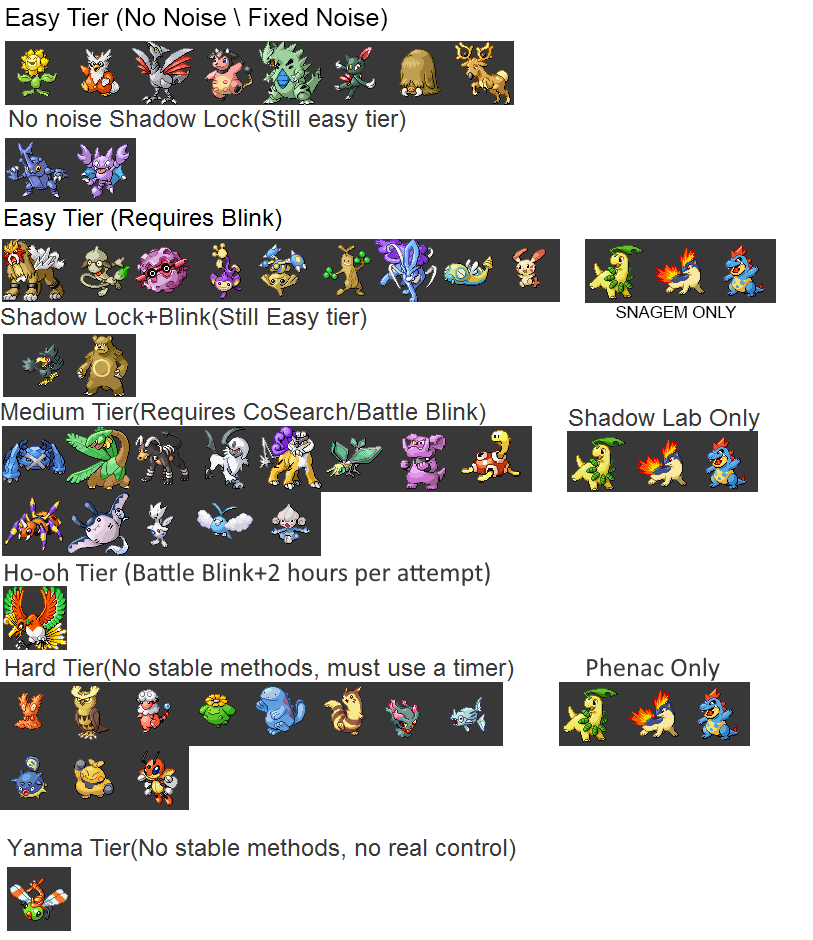 Easy Tier (No Noise \ Fixed Noise)
No noise Shadow Lock(Still easy tier)
Easy Tier (Requires Blink)
SNAGEM ONLY
Shadow Lock+Blink(Still Easy tier)
Medium Tier(Requires CoSearch/Battle Blink)
Shadow Lab Only
Ho-oh Tier (Battle Blink+2 hours per attempt)
Hard Tier(No stable methods, must use a timer)
Phenac Only
Yanma Tier(No stable methods, no real control)